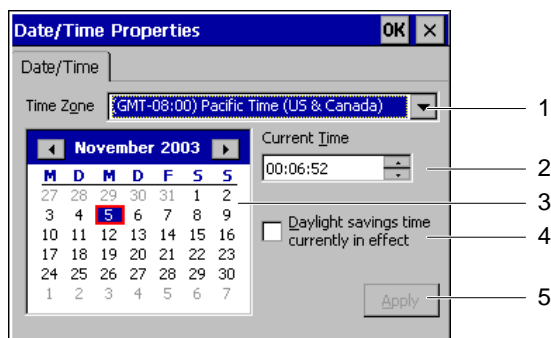 Date/Time Properties OK ×
Date/Time
Time Zone (GMT-08:00) Pacific Time (US & Canada) 1
November 2003 Current Time
00:06:52 2
M D M D F S S
27 28 29 30 31 1 2 3
3 4 5 6 7 8 9
10 11 12 13 14 15 16
17 18 19 20 21 22 23
24 25 26 27 28 29 30
1 2 3 4 5 6 7
Daylight savings time
currently in effect 4
Apply 5